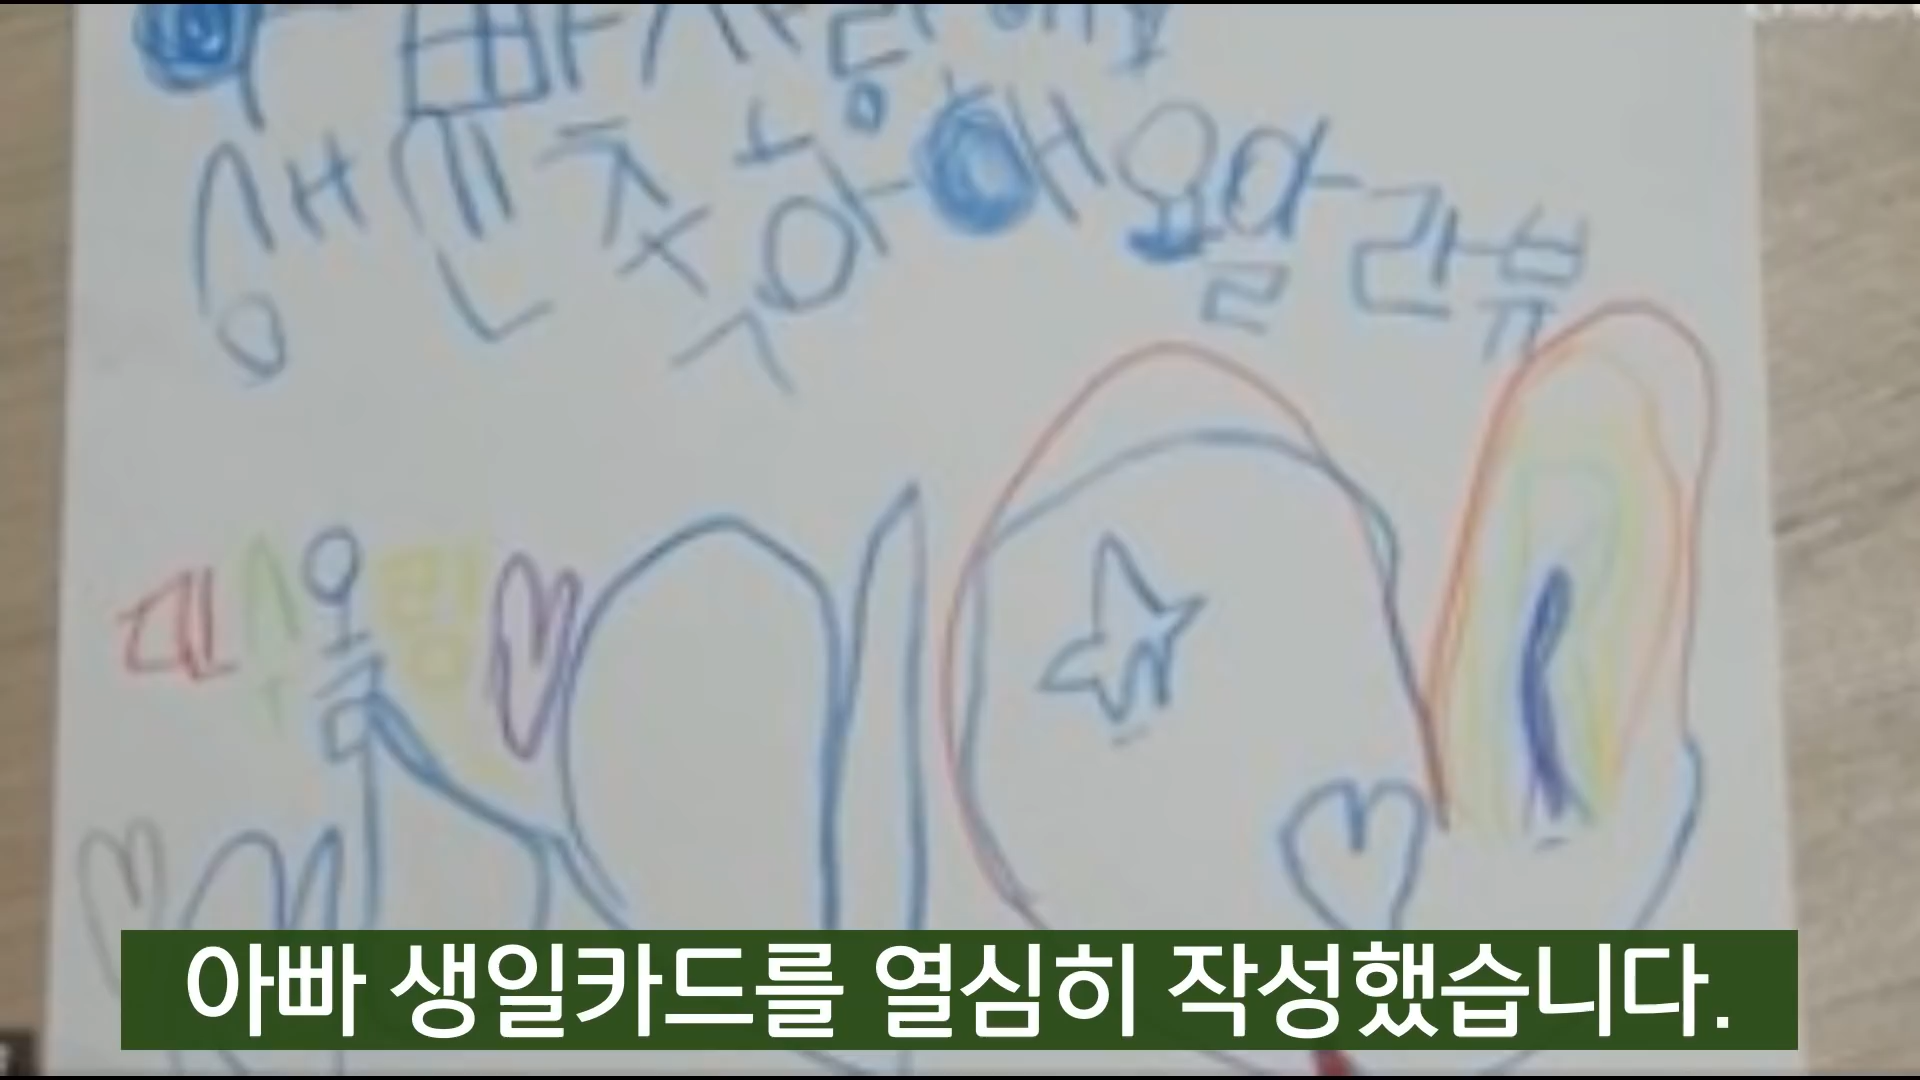 빠사랑해요
생신축하해요알라뷰
아빠 생일카드를 열심히 작성했습니다.